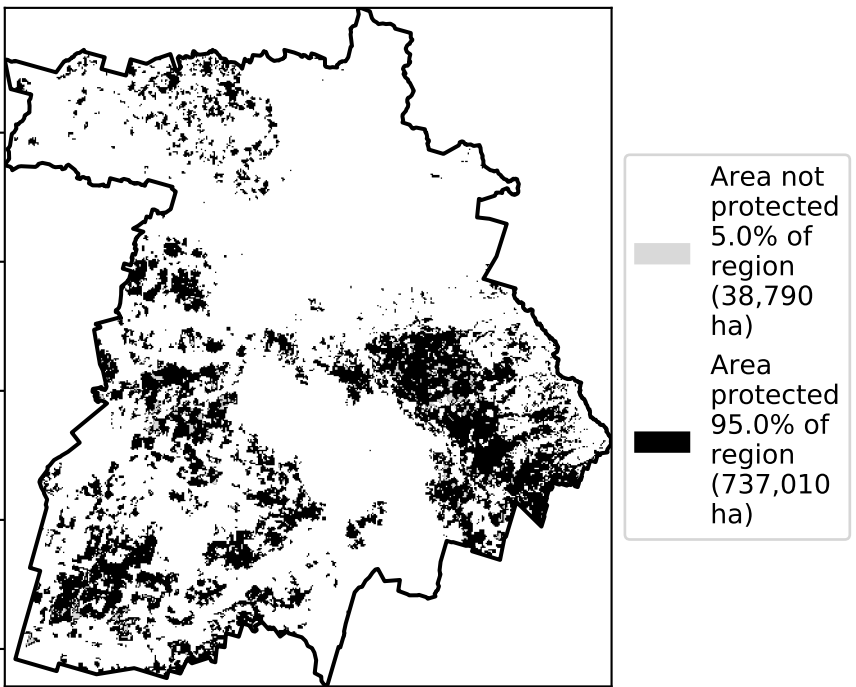 Area not
protected
5.0% of
region
(38,790
ha)
Area
protected
95.0% of
region
(737,010
ha)